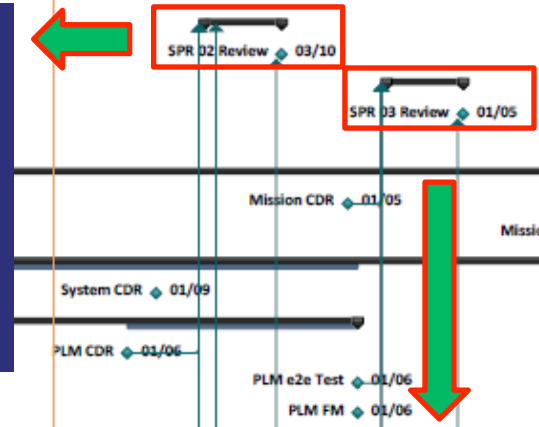 SPR 02 Review 03/10
SPR 03 Review 01/05
Mission CDR 01/05
Missio
System CDR 01/09
PLM CDR 01/06
PLM e2e Test 01/06
PLM FM 01/06